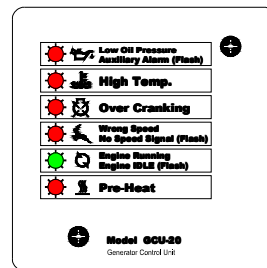 Low Oil Pressure
Auxiliary Alarm (Flash)
High Temp.
Over Cranking
Wrong Speed
No Speed Signal (Flash)
Engine Running
Engine IDLE (Flash)
Pre-Heat
Model GCU-20
Generator Control Unit